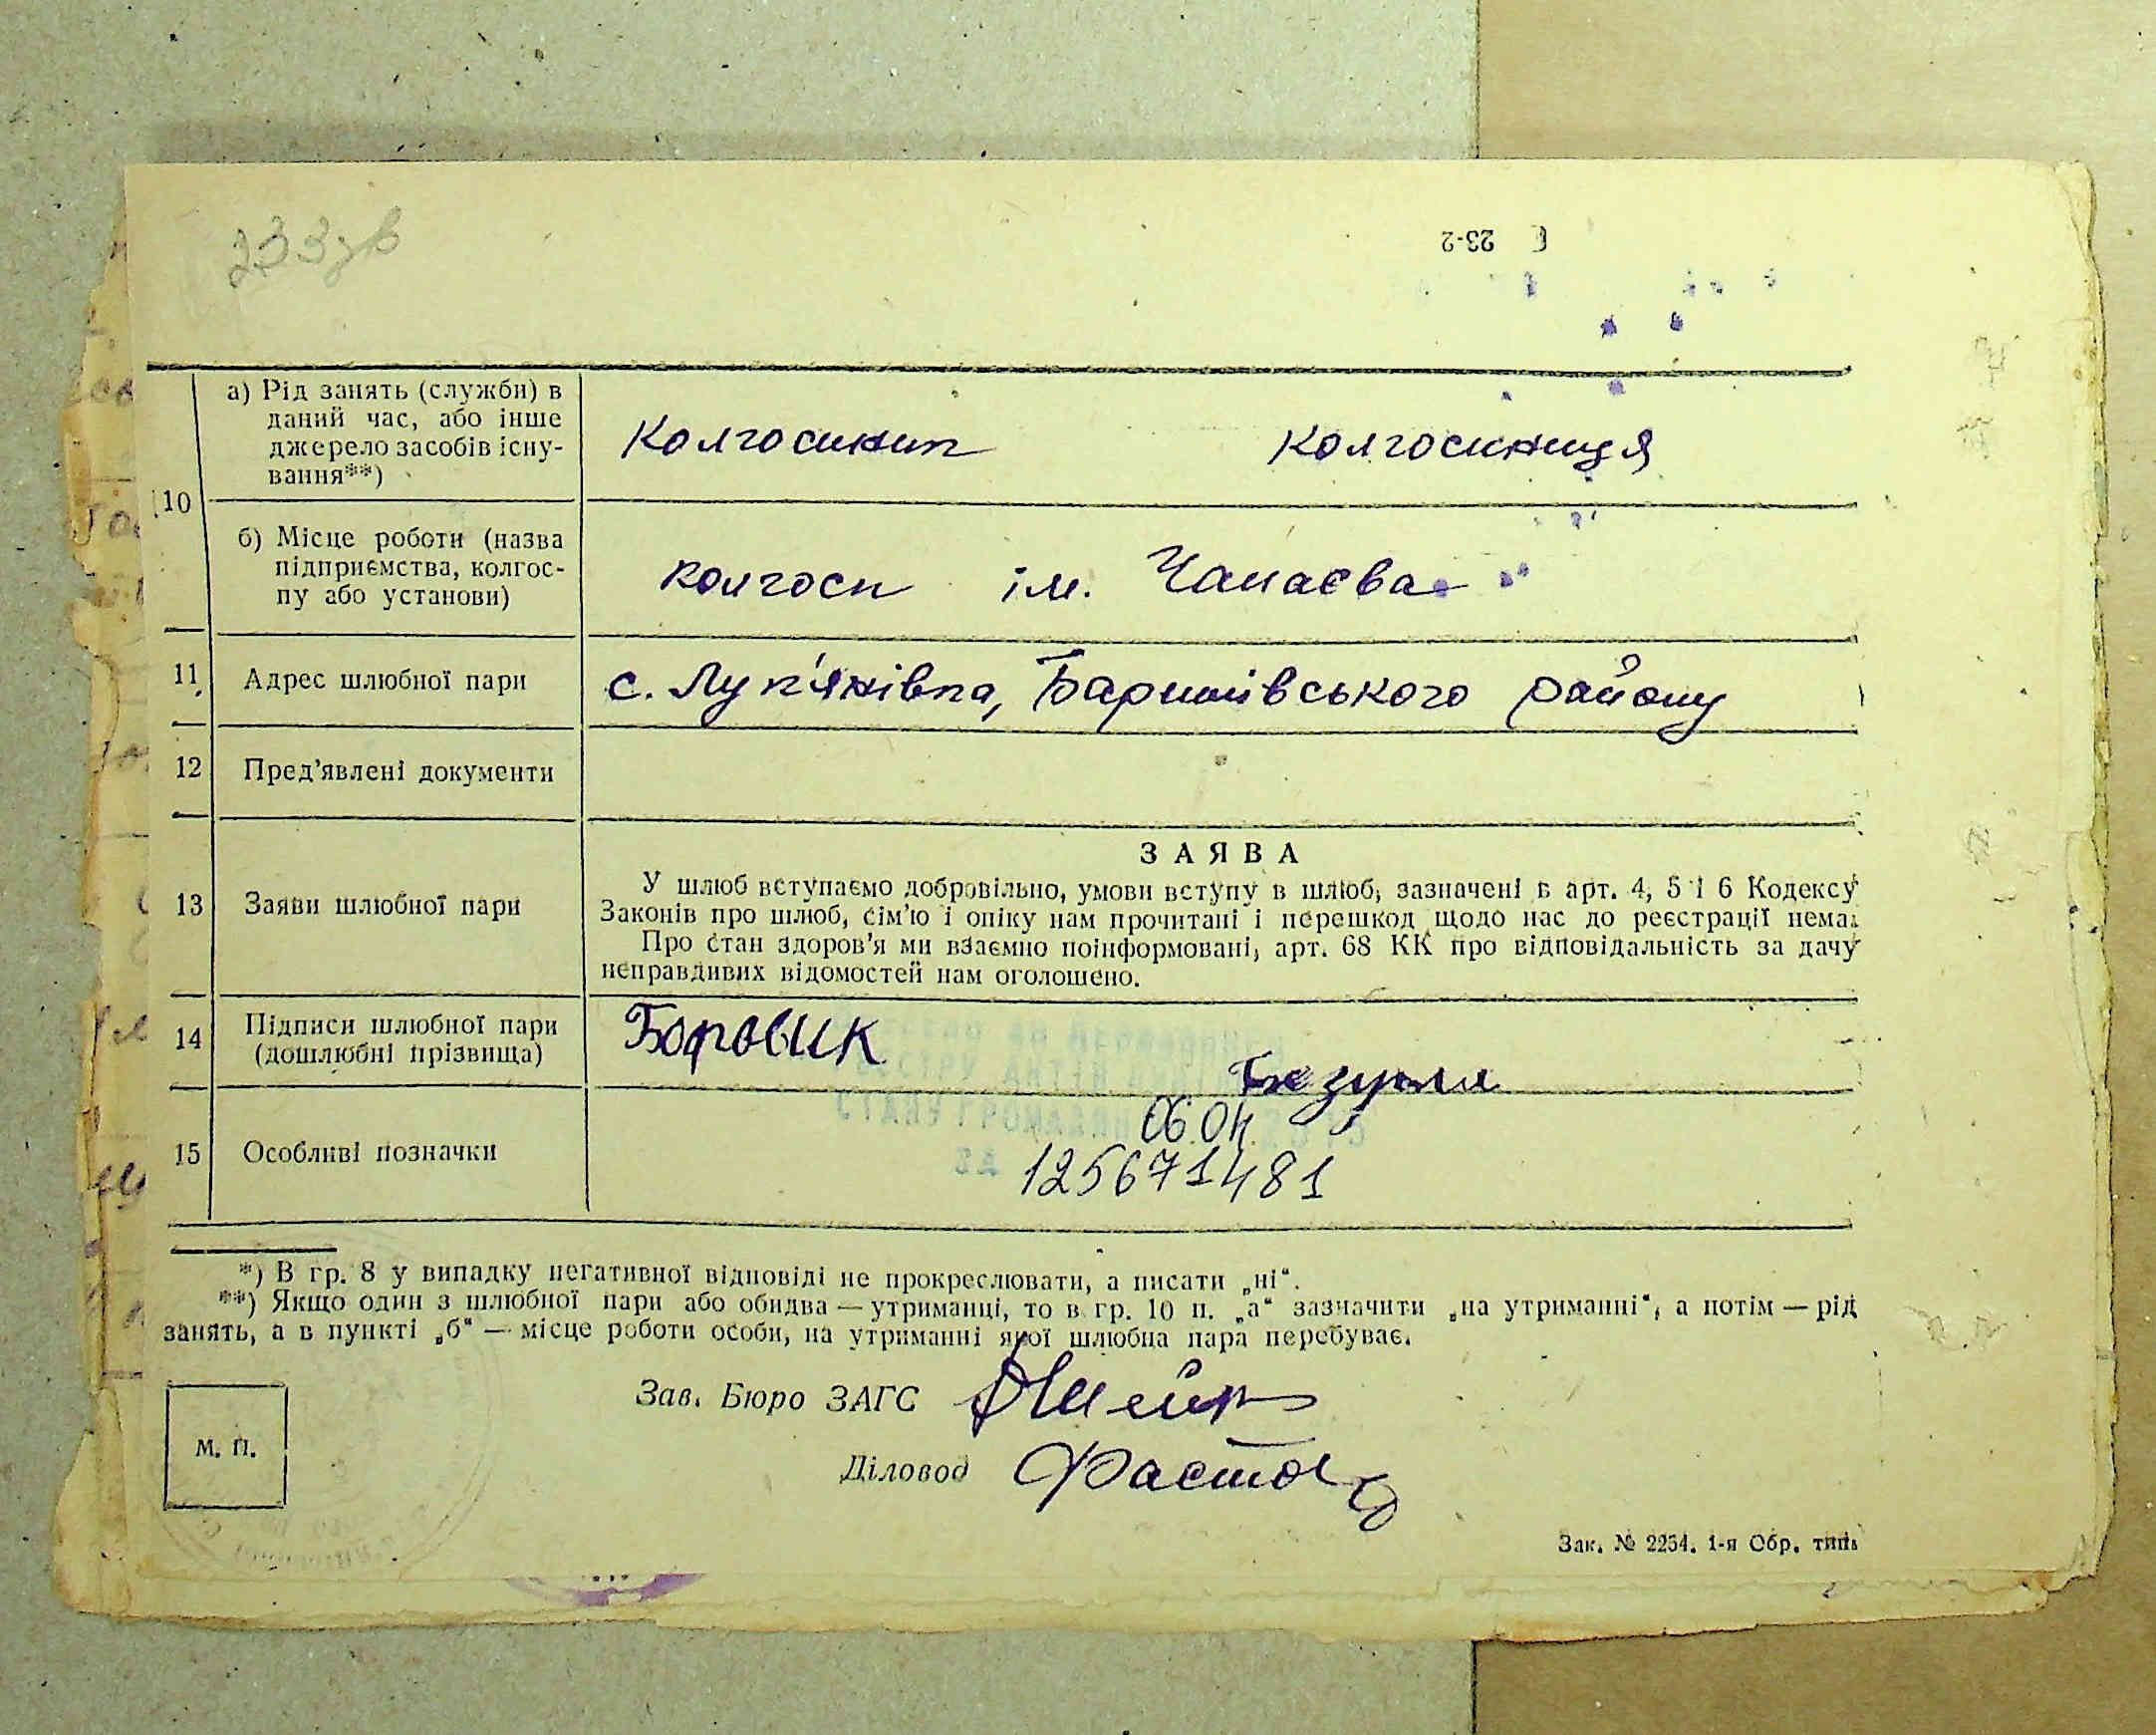 233зв
23-2
а) Рід занять (служби) в
даний час, або інше
джерело засобів існу-
вання**)
Колгоспник колгоспниця
10
б) Місце роботи (назва
підприємства, колгос-
пу або установи)
колгосп ім. Чапаєва
11 Адрес шлюбної пари с. Лук'янівка, Баришівського району
12 Пред'явлені документи
ЗАЯВА
13 Заяви шлюбної пари
У шлюб вступаємо добровільно, умови вступу в шлюб, зазначені в арт. 4, 5 і 6 Кодексу
Законів про шлюб, сім'ю і опіку нам прочитані і перешкод щодо нас до реєстрації нема.
Про стан здоров'я ми взаємно поінформовані, арт. 68 КК про відповідальність за дачу
неправдивих відомостей нам оголошено.
14 Підписи шлюбної пари
(дошлюбні прізвища)
Боровик
15 Особливі позначки
06.04
125671481
*) В гр. 8 у випадку негативної відповіді не прокреслювати, а писати „ні“.
**) Якщо один з шлюбної пари або обидва — утриманці, то в гр. 10 п. „а“ зазначити „на утриманні“, а потім — рід
занять, а в пункті „б“ — місце роботи особи, на утриманні якої шлюбна пара перебуває.
Зав. Бюро ЗАГС
М. П.
Діловод
Зак. № 2254. 1-я Обр. тип.